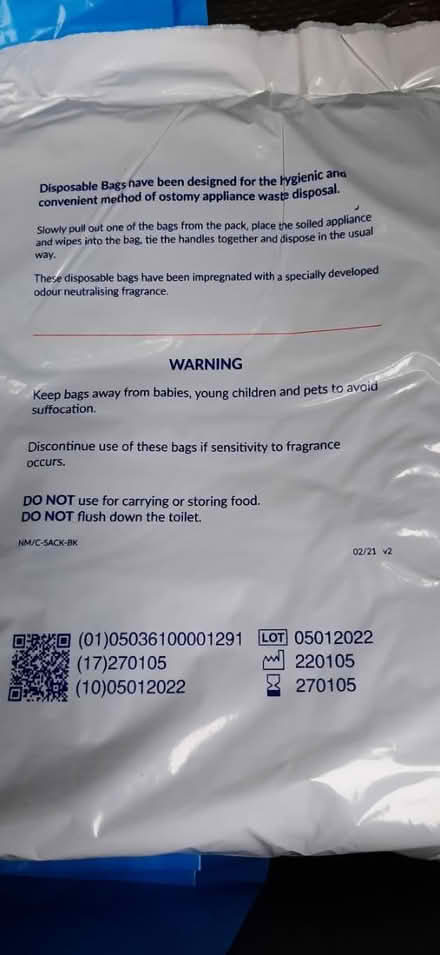 Disposable Bags have been designed for the hygienic and
convenient method of ostomy appliance waste disposal.
Slowly pull out one of the bags from the pack, place the soiled appliance
and wipes into the bag, tie the handles together and dispose in the usual
way.
These disposable bags have been impregnated with a specially developed
odour neutralising fragrance.
WARNING
Keep bags away from babies, young children and pets to avoid
suffocation.
Discontinue use of these bags if sensitivity to fragrance
occurs.
DO NOT use for carrying or storing food.
DO NOT flush down the toilet.
NM/C-SACK-BK
02/21 v2
(01)05036100001291 LOT 05012022
(17)270105 220105
(10)05012022 270105